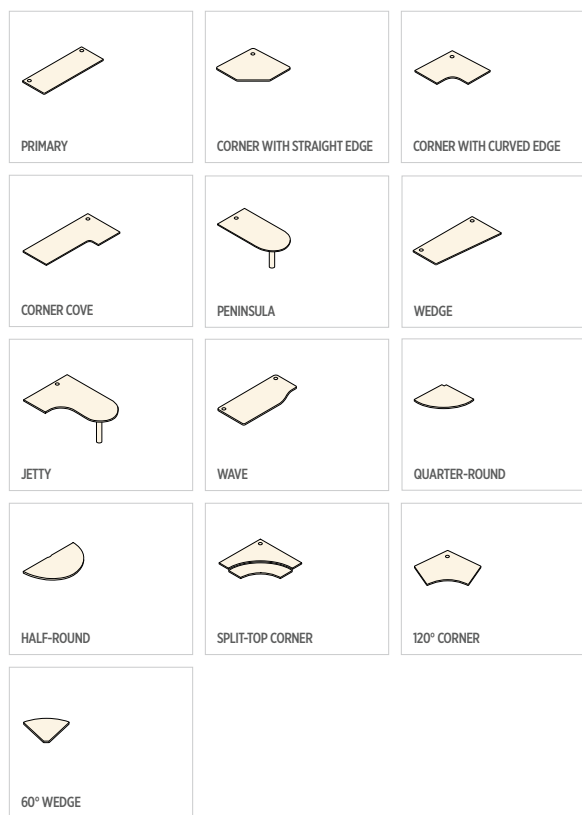 PRIMARY
CORNER WITH STRAIGHT EDGE
CORNER WITH CURVED EDGE
CORNER COVE
PENINSULA
WEDGE
JETTY
WAVE
QUARTER-ROUND
HALF-ROUND
SPLIT-TOP CORNER
120° CORNER
60° WEDGE